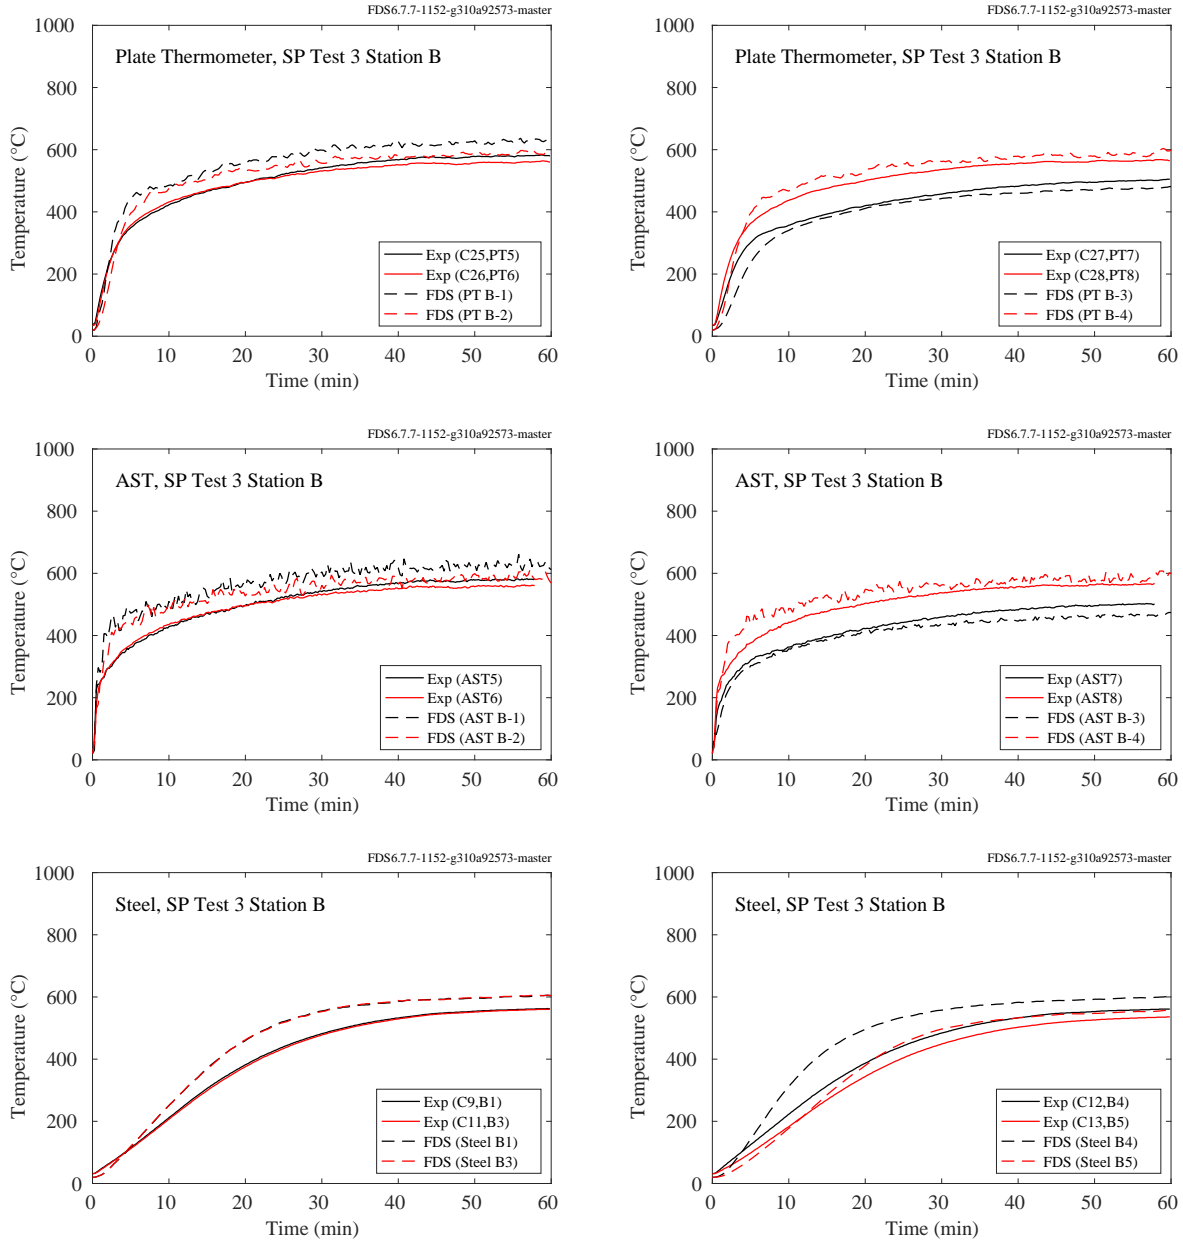 FDS6.7.7-1152-g310a92573-master
Plate Thermometer, SP Test 3 Station B
Temperature (°C)
1000
800
600
400
200
0
Exp (C25,PT5)
Exp (C26,PT6)
FDS (PT B-1)
FDS (PT B-2)
0 10 20 30 40 50 60
Time (min)
FDS6.7.7-1152-g310a92573-master
Plate Thermometer, SP Test 3 Station B
Temperature (°C)
1000
800
600
400
200
0
Exp (C27,PT7)
Exp (C28,PT8)
FDS (PT B-3)
FDS (PT B-4)
0 10 20 30 40 50 60
Time (min)
FDS6.7.7-1152-g310a92573-master
AST, SP Test 3 Station B
Temperature (°C)
1000
800
600
400
200
0
Exp (AST5)
Exp (AST6)
FDS (AST B-1)
FDS (AST B-2)
0 10 20 30 40 50 60
Time (min)
FDS6.7.7-1152-g310a92573-master
AST, SP Test 3 Station B
Temperature (°C)
1000
800
600
400
200
0
Exp (AST7)
Exp (AST8)
FDS (AST B-3)
FDS (AST B-4)
0 10 20 30 40 50 60
Time (min)
FDS6.7.7-1152-g310a92573-master
Steel, SP Test 3 Station B
Temperature (°C)
1000
800
600
400
200
0
Exp (C9,B1)
Exp (C11,B3)
FDS (Steel B1)
FDS (Steel B3)
0 10 20 30 40 50 60
Time (min)
FDS6.7.7-1152-g310a92573-master
Steel, SP Test 3 Station B
Temperature (°C)
1000
800
600
400
200
0
Exp (C12,B4)
Exp (C13,B5)
FDS (Steel B4)
FDS (Steel B5)
0 10 20 30 40 50 60
Time (min)